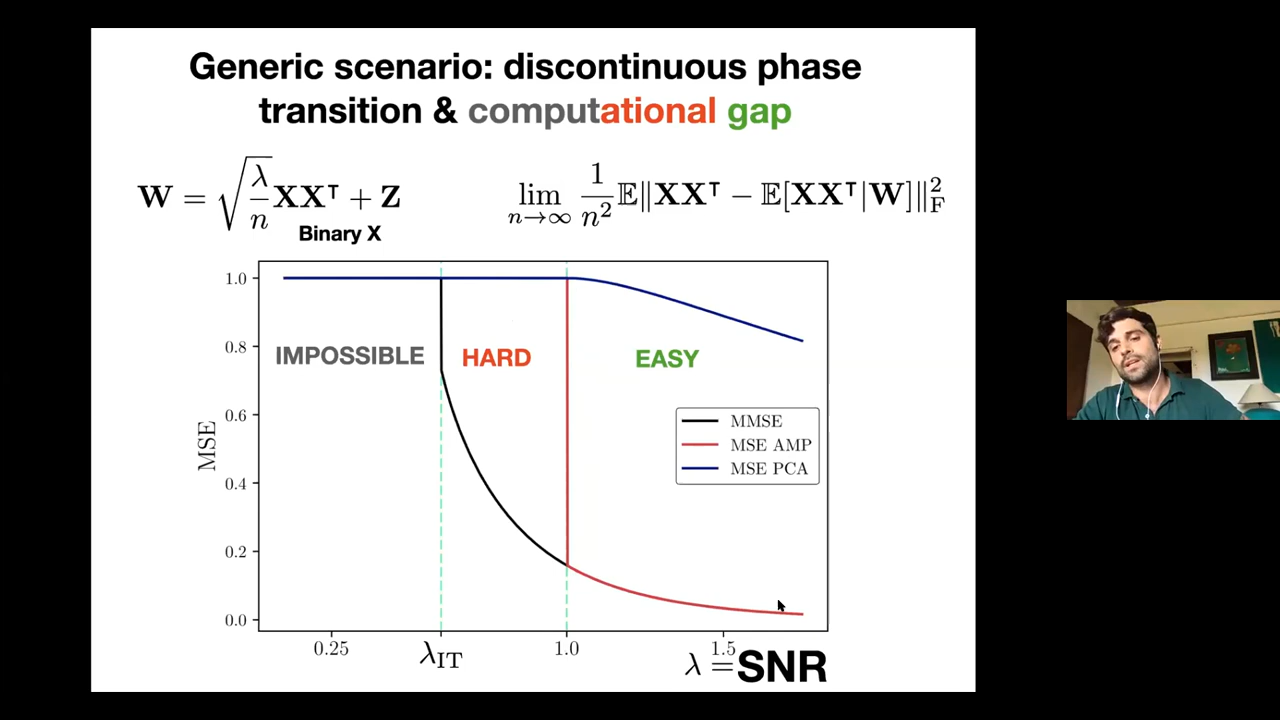 Generic scenario: discontinuous phase
transition & computational gap
W = √(λ/n) XXᵀ + Z
Binary X
lim n→∞ 1/n² 𝔼‖XXᵀ − 𝔼[XXᵀ|W]‖²_F
1.0
0.8
0.6
0.4
0.2
0.0
MSE
IMPOSSIBLE
HARD
EASY
MMSE
MSE AMP
MSE PCA
0.25
λ_IT
1.0
1.5
λ = SNR